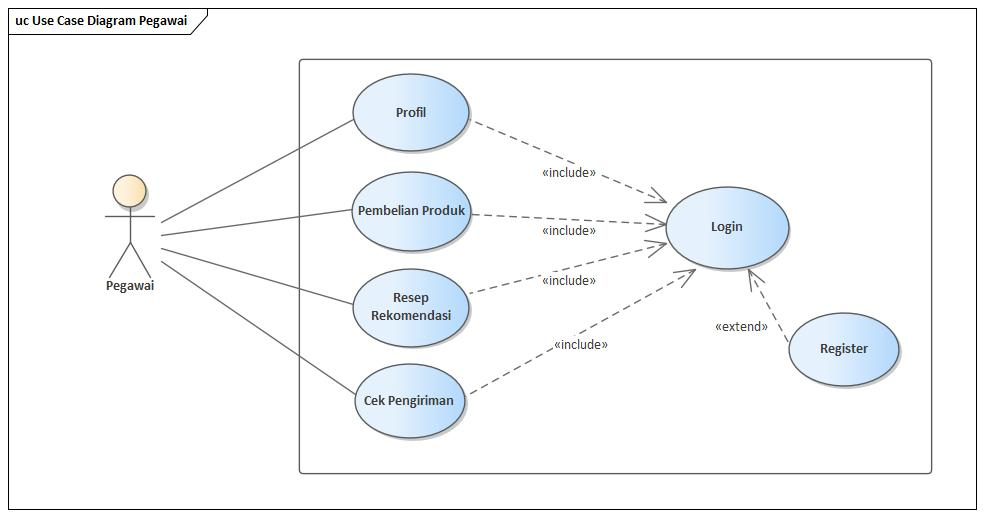 uc Use Case Diagram Pegawai
Profil
«include»
Pembelian Produk
«include»
Login
Pegawai
Resep
Rekomendasi
«include»
«extend»
«include»
Register
Cek Pengiriman